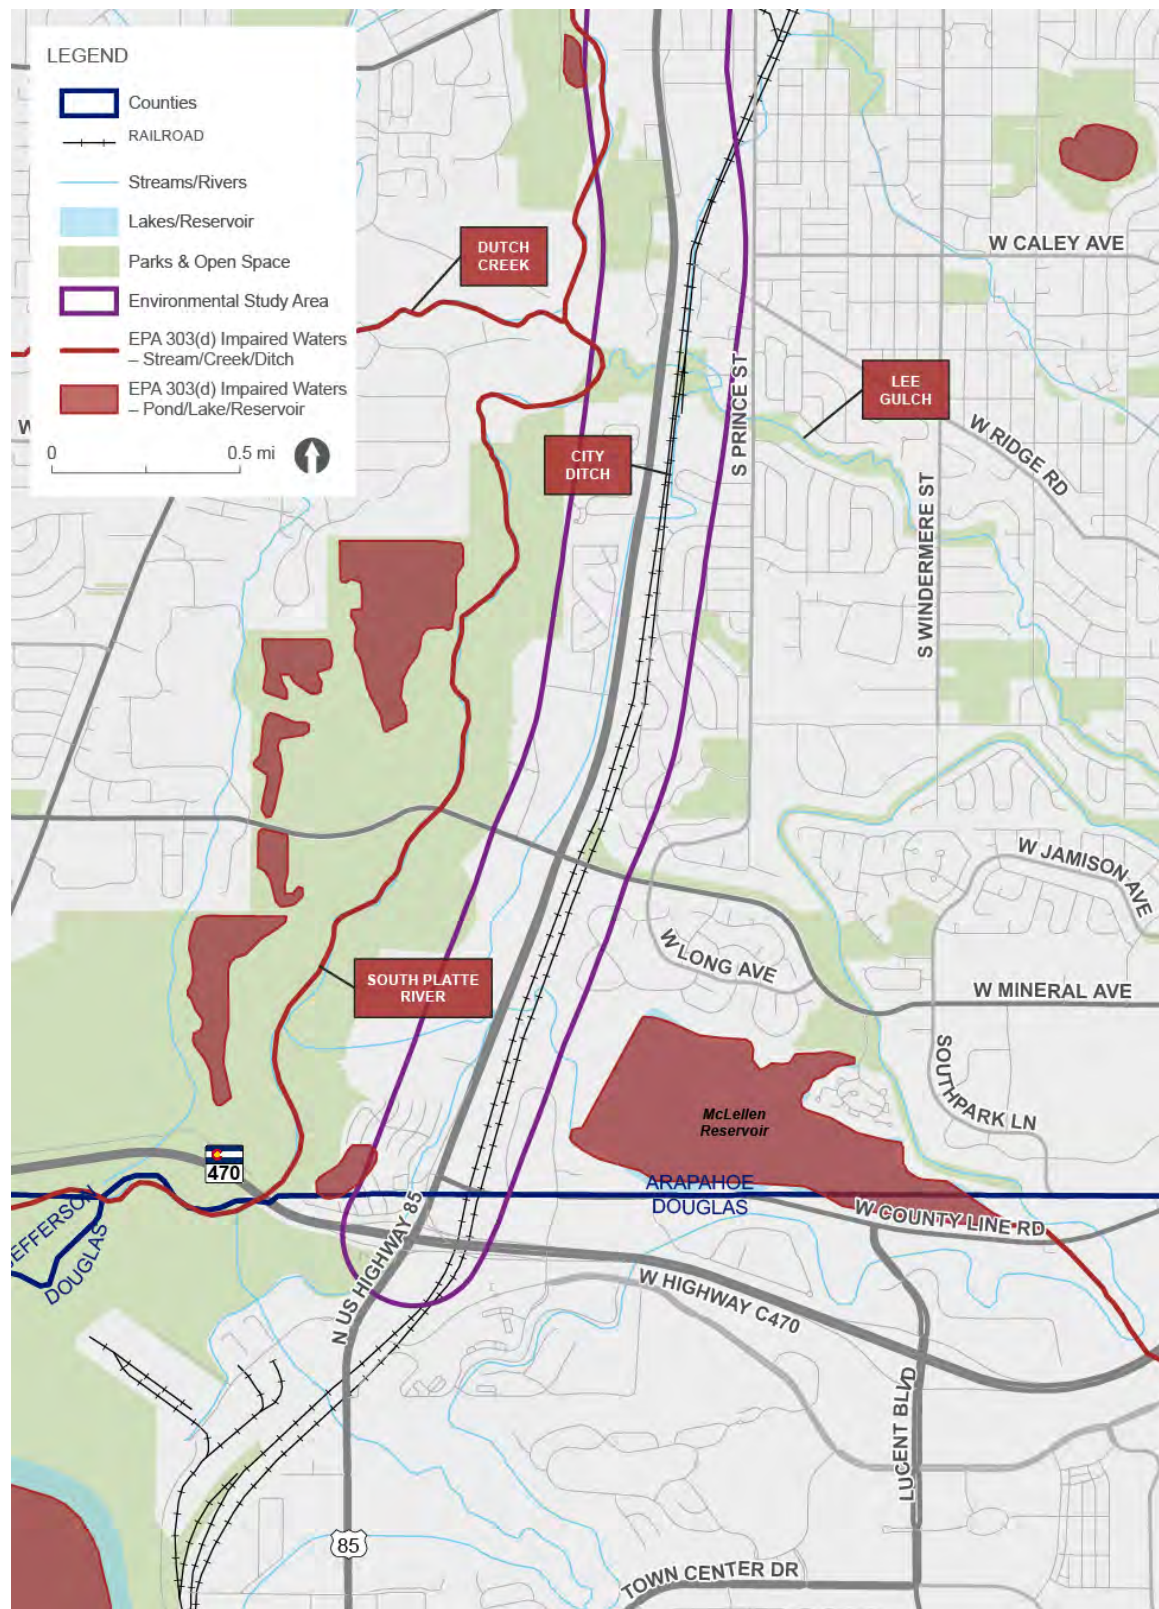 LEGEND
Counties
RAILROAD
Streams/Rivers
Lakes/Reservoir
Parks & Open Space
Environmental Study Area
EPA 303(d) Impaired Waters
– Stream/Creek/Ditch
EPA 303(d) Impaired Waters
– Pond/Lake/Reservoir
0 0.5 mi
W
DUTCH
CREEK
W CALEY AVE
S PRINCE ST
LEE
GULCH
W RIDGE RD
CITY
DITCH
S WINDERMERE ST
W JAMISON AVE
W LONG AVE
SOUTH PLATTE
RIVER
W MINERAL AVE
SOUTHPARK LN
McLellen
Reservoir
470
ARAPAHOE
DOUGLAS
JEFFERSON
DOUGLAS
W COUNTY LINE RD
N US HIGHWAY 85
W HIGHWAY C470
LUCENT BLVD
85
TOWN CENTER DR